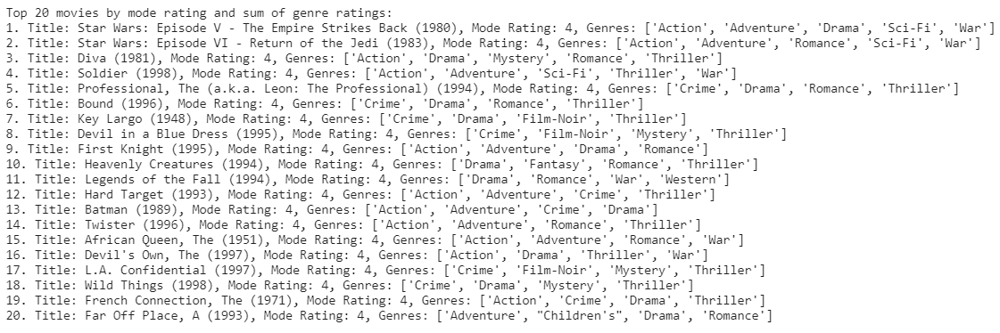 Top 20 movies by mode rating and sum of genre ratings:
1. Title: Star Wars: Episode V - The Empire Strikes Back (1980), Mode Rating: 4, Genres: ['Action', 'Adventure', 'Drama', 'Sci-Fi', 'War']
2. Title: Star Wars: Episode VI - Return of the Jedi (1983), Mode Rating: 4, Genres: ['Action', 'Adventure', 'Romance', 'Sci-Fi', 'War']
3. Title: Diva (1981), Mode Rating: 4, Genres: ['Action', 'Drama', 'Mystery', 'Romance', 'Thriller']
4. Title: Soldier (1998), Mode Rating: 4, Genres: ['Action', 'Adventure', 'Sci-Fi', 'Thriller', 'War']
5. Title: Professional, The (a.k.a. Leon: The Professional) (1994), Mode Rating: 4, Genres: ['Crime', 'Drama', 'Romance', 'Thriller']
6. Title: Bound (1996), Mode Rating: 4, Genres: ['Crime', 'Drama', 'Romance', 'Thriller']
7. Title: Key Largo (1948), Mode Rating: 4, Genres: ['Crime', 'Drama', 'Film-Noir', 'Thriller']
8. Title: Devil in a Blue Dress (1995), Mode Rating: 4, Genres: ['Crime', 'Film-Noir', 'Mystery', 'Thriller']
9. Title: First Knight (1995), Mode Rating: 4, Genres: ['Action', 'Adventure', 'Drama', 'Romance']
10. Title: Heavenly Creatures (1994), Mode Rating: 4, Genres: ['Drama', 'Fantasy', 'Romance', 'Thriller']
11. Title: Legends of the Fall (1994), Mode Rating: 4, Genres: ['Drama', 'Romance', 'War', 'Western']
12. Title: Hard Target (1993), Mode Rating: 4, Genres: ['Action', 'Adventure', 'Crime', 'Thriller']
13. Title: Batman (1989), Mode Rating: 4, Genres: ['Action', 'Adventure', 'Crime', 'Drama']
14. Title: Twister (1996), Mode Rating: 4, Genres: ['Action', 'Adventure', 'Romance', 'Thriller']
15. Title: African Queen, The (1951), Mode Rating: 4, Genres: ['Action', 'Adventure', 'Romance', 'War']
16. Title: Devil's Own, The (1997), Mode Rating: 4, Genres: ['Action', 'Drama', 'Thriller', 'War']
17. Title: L.A. Confidential (1997), Mode Rating: 4, Genres: ['Crime', 'Film-Noir', 'Mystery', 'Thriller']
18. Title: Wild Things (1998), Mode Rating: 4, Genres: ['Crime', 'Drama', 'Mystery', 'Thriller']
19. Title: French Connection, The (1971), Mode Rating: 4, Genres: ['Action', 'Crime', 'Drama', 'Thriller']
20. Title: Far Off Place, A (1993), Mode Rating: 4, Genres: ['Adventure', "Children's", 'Drama', 'Romance']